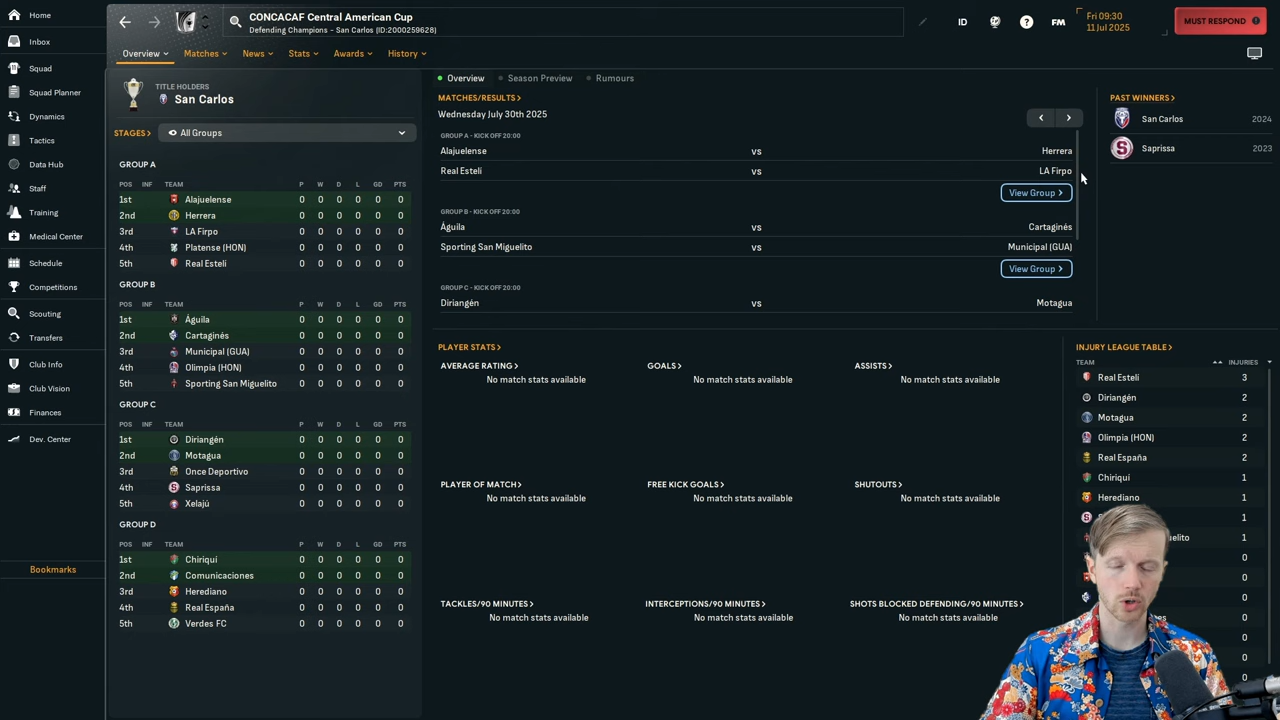 Home
Inbox
Squad
Squad Planner
Dynamics
Tactics
Data Hub
Staff
Training
Medical Center
Schedule
Competitions
Scouting
Transfers
Club Info
Club Vision
Finances
Dev. Center
Bookmarks
CONCACAF Central American Cup
Defending Champions - San Carlos (ID:2000259628)
ID
?
FM
Fri 09:30
11 Jul 2025
MUST RESPOND
Overview
Matches
News
Stats
Awards
History
TITLE HOLDERS
San Carlos
STAGES >
All Groups
GROUP A
POS INF TEAM P W D L GD PTS
1st Alajuelense 0 0 0 0 0 0
2nd Herrera 0 0 0 0 0 0
3rd LA Firpo 0 0 0 0 0 0
4th Platense (HON) 0 0 0 0 0 0
5th Real Estelí 0 0 0 0 0 0
GROUP B
POS INF TEAM P W D L GD PTS
1st Águila 0 0 0 0 0 0
2nd Cartaginés 0 0 0 0 0 0
3rd Municipal (GUA) 0 0 0 0 0 0
4th Olimpia (HON) 0 0 0 0 0 0
5th Sporting San Miguelito 0 0 0 0 0 0
GROUP C
POS INF TEAM P W D L GD PTS
1st Diriangén 0 0 0 0 0 0
2nd Motagua 0 0 0 0 0 0
3rd Once Deportivo 0 0 0 0 0 0
4th Saprissa 0 0 0 0 0 0
5th Xelajú 0 0 0 0 0 0
GROUP D
POS INF TEAM P W D L GD PTS
1st Chiriquí 0 0 0 0 0 0
2nd Comunicaciones 0 0 0 0 0 0
3rd Herediano 0 0 0 0 0 0
4th Real España 0 0 0 0 0 0
5th Verdes FC 0 0 0 0 0 0
Overview
Season Preview
Rumours
MATCHES/RESULTS >
Wednesday July 30th 2025
GROUP A - KICK OFF 20:00
Alajuelense vs Herrera
Real Estelí vs LA Firpo
View Group >
GROUP B - KICK OFF 20:00
Águila vs Cartaginés
Sporting San Miguelito vs Municipal (GUA)
View Group >
GROUP C - KICK OFF 20:00
Diriangén vs Motagua
PAST WINNERS >
San Carlos 2024
Saprissa 2023
PLAYER STATS >
AVERAGE RATING >
No match stats available
GOALS >
No match stats available
ASSISTS >
No match stats available
PLAYER OF MATCH >
No match stats available
FREE KICK GOALS >
No match stats available
SHUTOUTS >
No match stats available
TACKLES/90 MINUTES >
No match stats available
INTERCEPTIONS/90 MINUTES >
No match stats available
SHOTS BLOCKED DEFENDING/90 MINUTES >
No match stats available
INJURY LEAGUE TABLE >
TEAM INJURIES
Real Estelí 3
Diriangén 2
Motagua 2
Olimpia (HON) 2
Real España 2
Chiriquí 1
Herediano 1
1
1
0
0
0
0
0
0
0